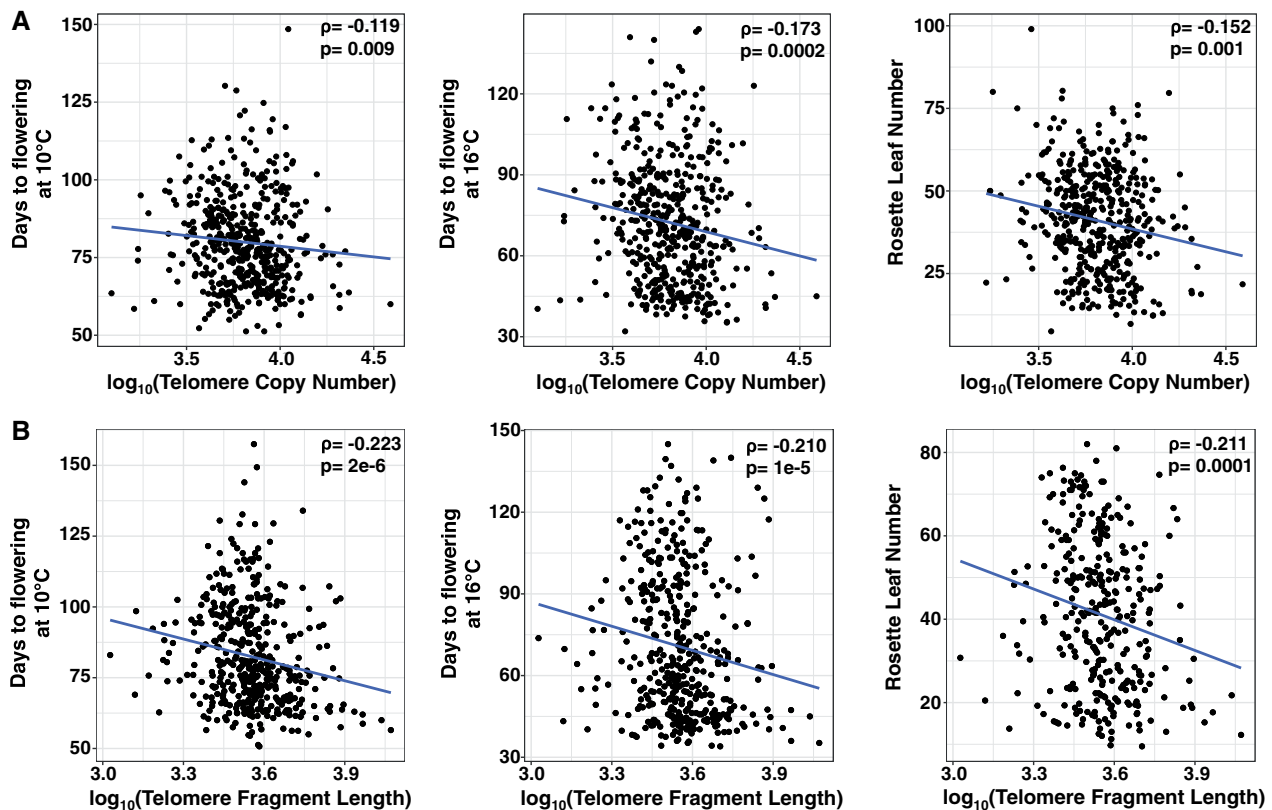 A
ρ= -0.119
p= 0.009
Days to flowering
at 10°C
150
125
100
75
50
3.5 4.0 4.5
log10(Telomere Copy Number)
ρ= -0.173
p= 0.0002
Days to flowering
at 16°C
120
90
60
30
3.5 4.0 4.5
log10(Telomere Copy Number)
ρ= -0.152
p= 0.001
Rosette Leaf Number
100
75
50
25
3.5 4.0 4.5
log10(Telomere Copy Number)
B
ρ= -0.223
p= 2e-6
Days to flowering
at 10°C
150
125
100
75
50
3.0 3.3 3.6 3.9
log10(Telomere Fragment Length)
ρ= -0.210
p= 1e-5
Days to flowering
at 16°C
150
120
90
60
30
3.0 3.3 3.6 3.9
log10(Telomere Fragment Length)
ρ= -0.211
p= 0.0001
Rosette Leaf Number
80
60
40
20
3.0 3.3 3.6 3.9
log10(Telomere Fragment Length)